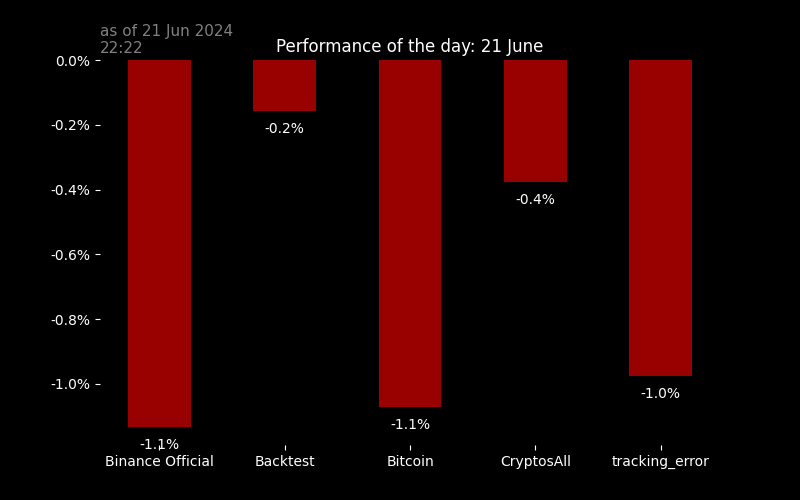 as of 21 Jun 2024
22:22
Performance of the day: 21 June
0.0%
-0.2%
-0.4%
-0.6%
-0.8%
-1.0%
-0.2%
-0.4%
-1.0%
-1.1%
-1.1%
Binance Official
Backtest
Bitcoin
CryptosAll
tracking_error